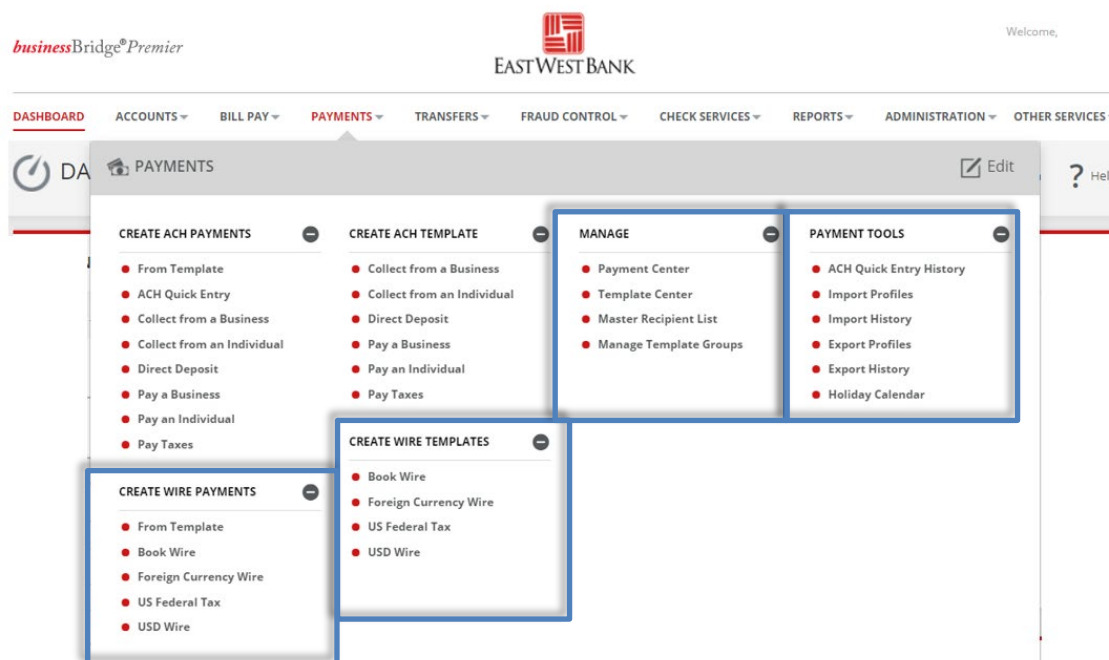 businessBridge®Premier
EAST WEST BANK
Welcome,
DASHBOARD ACCOUNTS BILL PAY PAYMENTS TRANSFERS FRAUD CONTROL CHECK SERVICES REPORTS ADMINISTRATION OTHER SERVICES
DA
PAYMENTS
Edit
? Hel
CREATE ACH PAYMENTS
From Template
ACH Quick Entry
Collect from a Business
Collect from an Individual
Direct Deposit
Pay a Business
Pay an Individual
Pay Taxes
CREATE WIRE PAYMENTS
From Template
Book Wire
Foreign Currency Wire
US Federal Tax
USD Wire
CREATE ACH TEMPLATE
Collect from a Business
Collect from an Individual
Direct Deposit
Pay a Business
Pay an Individual
Pay Taxes
CREATE WIRE TEMPLATES
Book Wire
Foreign Currency Wire
US Federal Tax
USD Wire
MANAGE
Payment Center
Template Center
Master Recipient List
Manage Template Groups
PAYMENT TOOLS
ACH Quick Entry History
Import Profiles
Import History
Export Profiles
Export History
Holiday Calendar